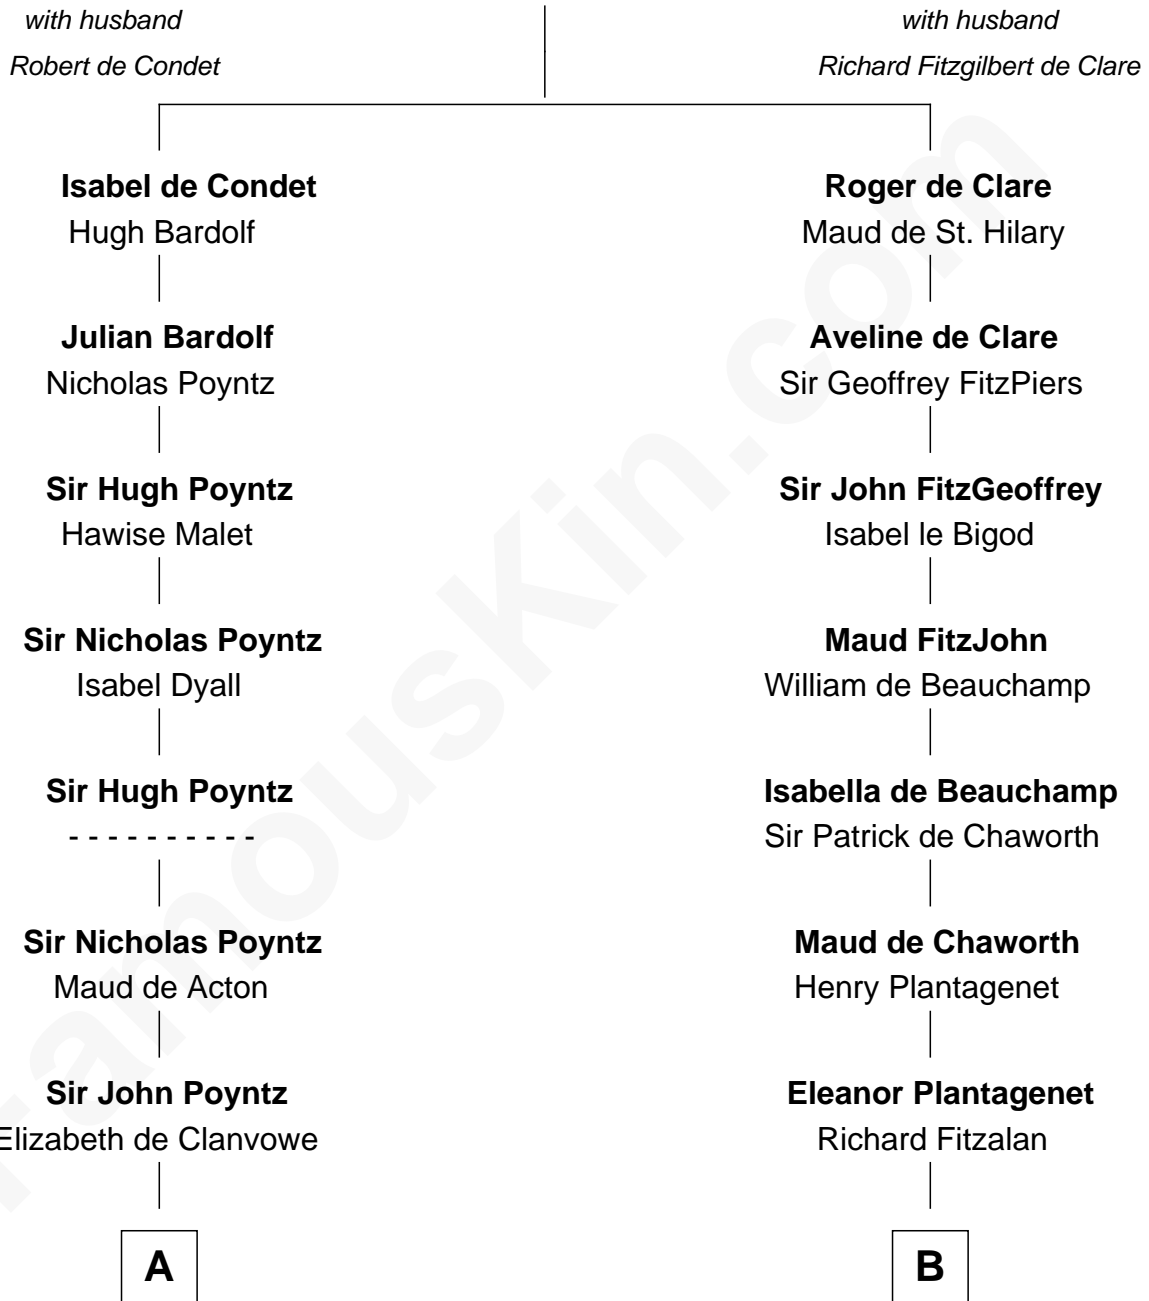 with husband
Robert de Condet
with husband
Richard Fitzgilbert de Clare
Isabel de Condet
Hugh Bardolf
Roger de Clare
Maud de St. Hilary
Julian Bardolf
Nicholas Poyntz
Aveline de Clare
Sir Geoffrey FitzPiers
Sir Hugh Poyntz
Hawise Malet
Sir John FitzGeoffrey
Isabel le Bigod
Sir Nicholas Poyntz
Isabel Dyall
Maud FitzJohn
William de Beauchamp
Sir Hugh Poyntz
- - - - - - - - - -
Isabella de Beauchamp
Sir Patrick de Chaworth
Sir Nicholas Poyntz
Maud de Acton
Maud de Chaworth
Henry Plantagenet
Sir John Poyntz
Elizabeth de Clanvowe
Eleanor Plantagenet
Richard Fitzalan
A
B
famouskin.com